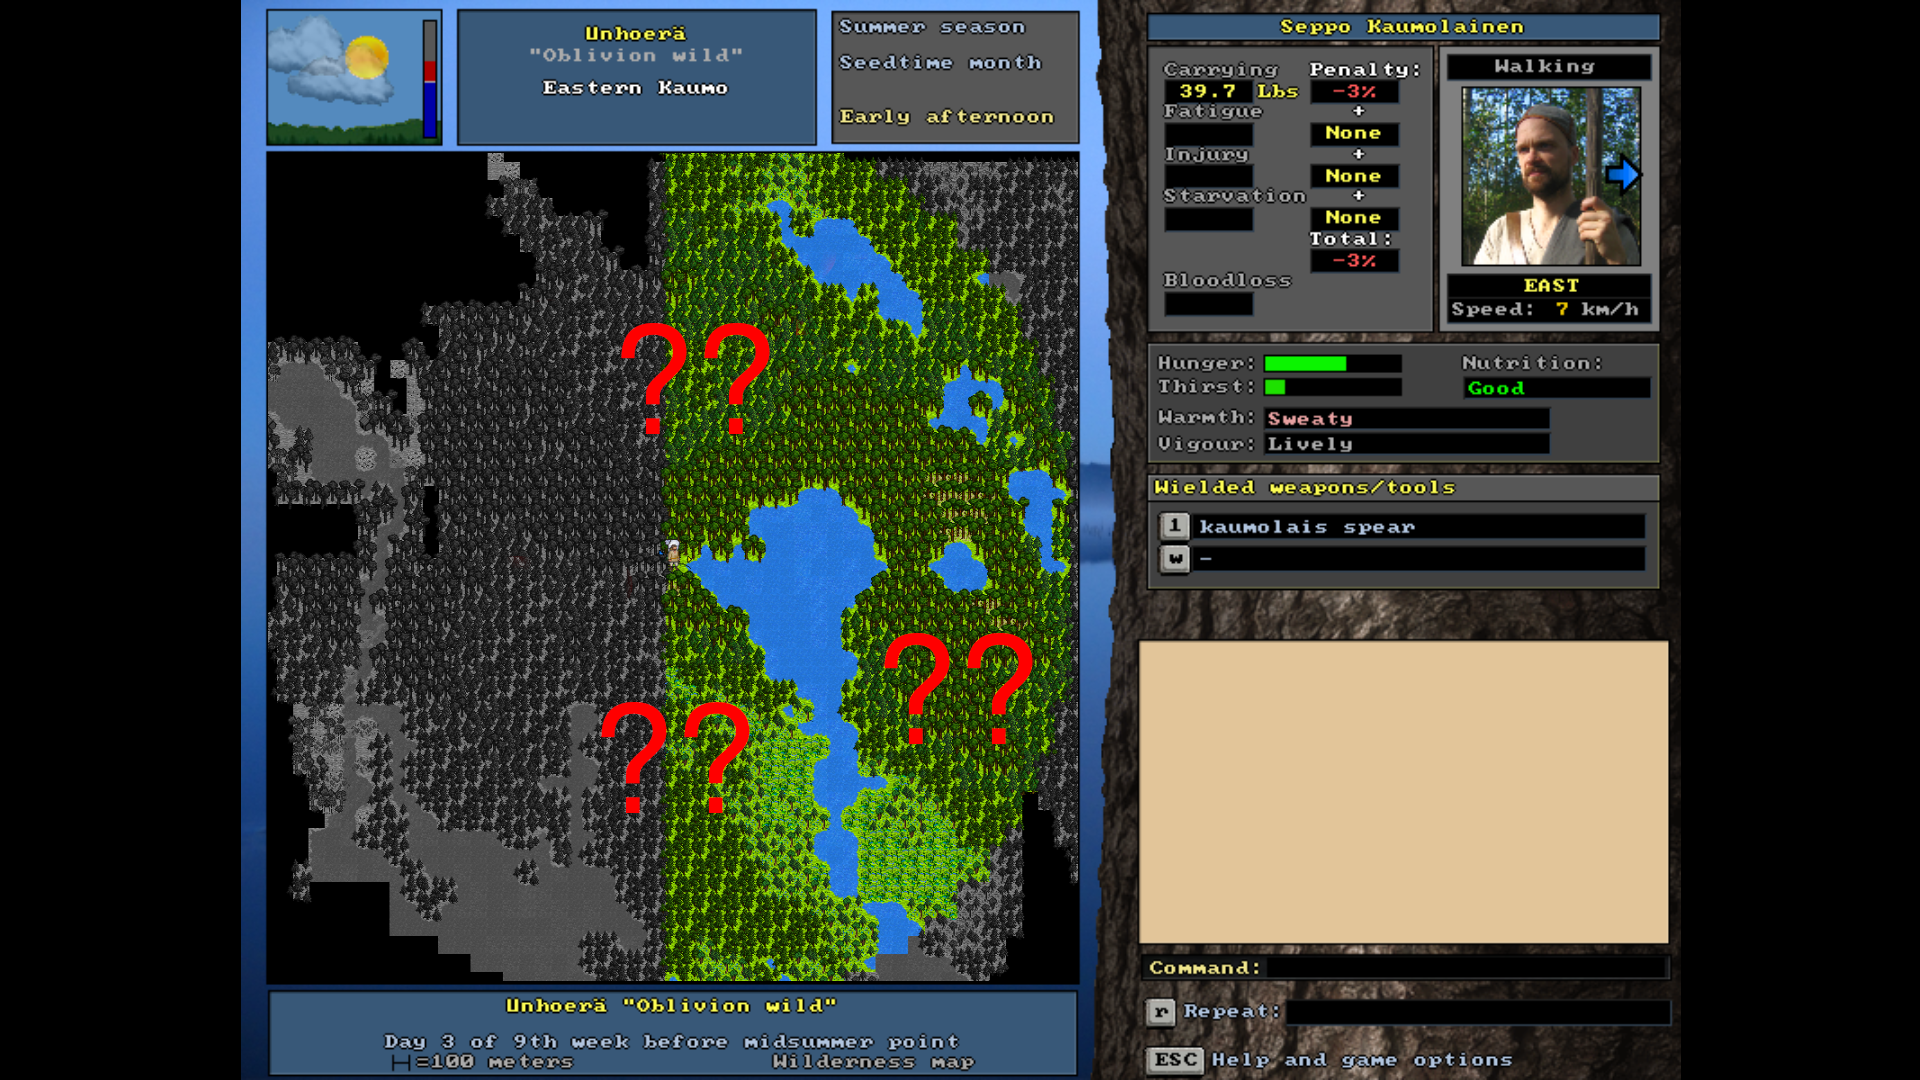 Unhoerä
"Oblivion wild"
Eastern Kaumo
Summer season
Seedtime month
Early afternoon
Seppo Kaumolainen
Carrying Penalty:
39.7 Lbs -3%
Fatigue +
None
Injury +
None
Starvation +
None
Total:
-3%
Bloodloss
Walking
EAST
Speed: 7 km/h
Hunger: Nutrition:
Thirst: Good
Warmth: Sweaty
Vigour: Lively
Wielded weapons/tools
1 kaumolais spear
w -
??
??
??
Command:
r Repeat:
ESC Help and game options
Unhoerä "Oblivion wild"
Day 3 of 9th week before midsummer point
=100 meters Wilderness map